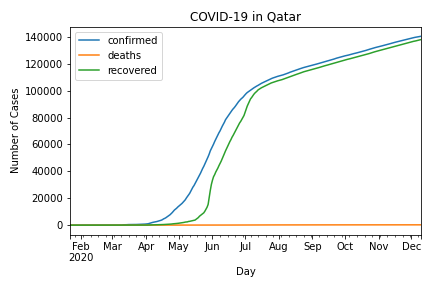 COVID-19 in Qatar
confirmed
deaths
recovered
Number of Cases
140000
120000
100000
80000
60000
40000
20000
0
Feb Mar Apr May Jun Jul Aug Sep Oct Nov Dec
2020
Day